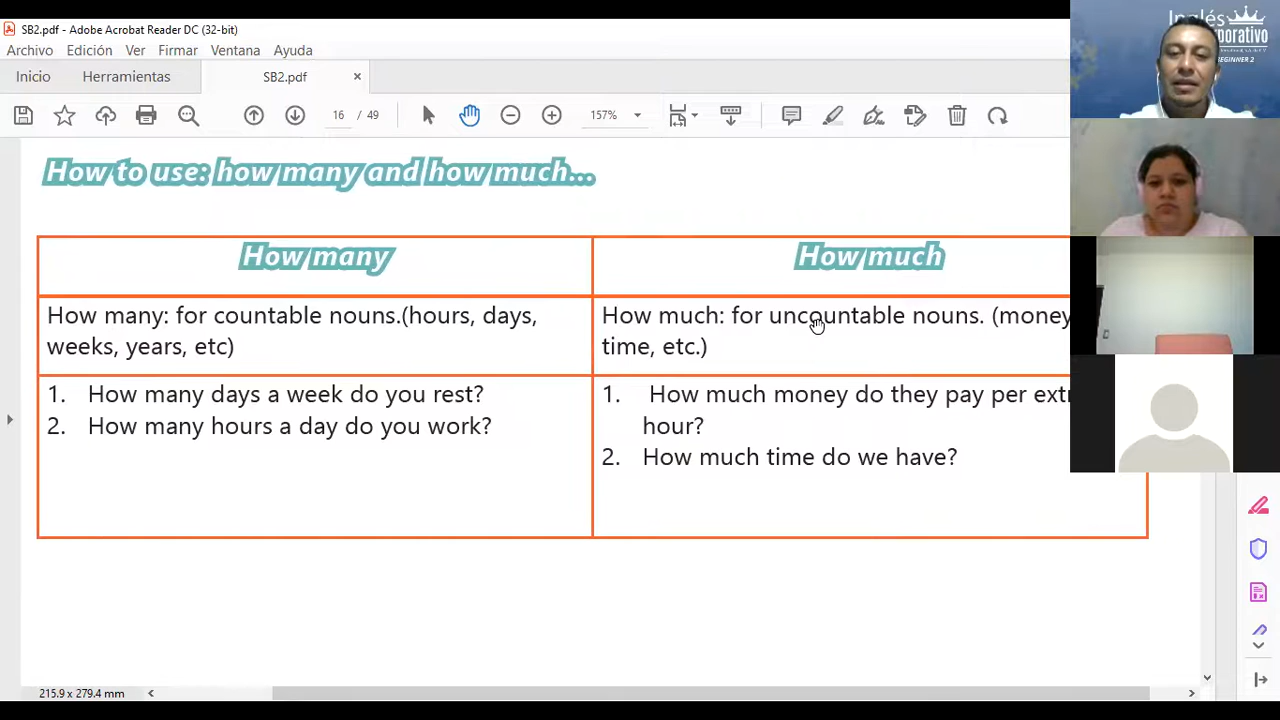 SB2.pdf - Adobe Acrobat Reader DC (32-bit)
Archivo Edición Ver Firmar Ventana Ayuda
Inicio Herramientas SB2.pdf ×
16 / 49 157%
Inglés
BEGINNER 2
How to use: how many and how much...
How many
How much
How many: for countable nouns.(hours, days,
weeks, years, etc)
How much: for uncountable nouns. (money
time, etc.)
1. How many days a week do you rest?
2. How many hours a day do you work?
1. How much money do they pay per ext
hour?
2. How much time do we have?
215.9 x 279.4 mm